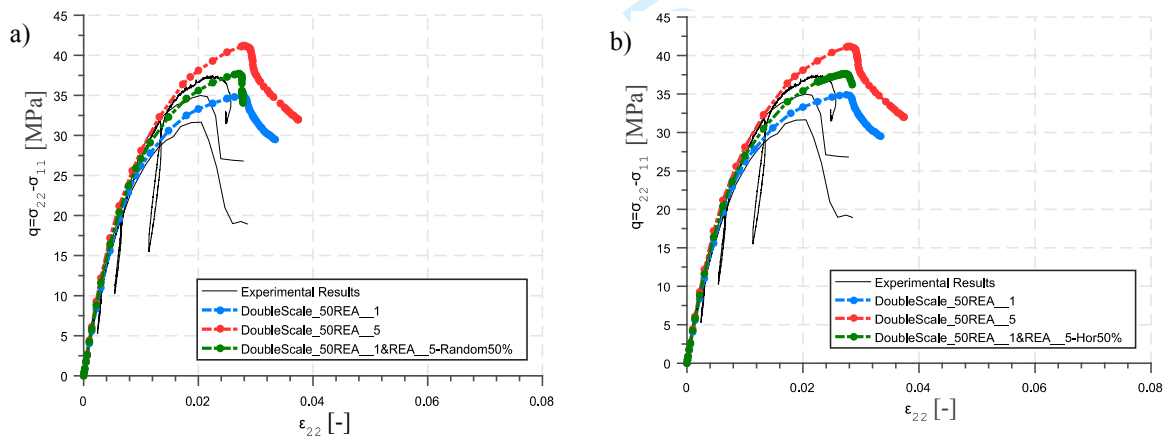 a)
45
40
35
30
25
20
15
10
5
0
q=σ22-σ11 [MPa]
Experimental Results
DoubleScale_50REA__1
DoubleScale_50REA__5
DoubleScale_50REA__1&REA__5-Random50%
0 0.02 0.04 0.06 0.08
ε22 [-]
b)
45
40
35
30
25
20
15
10
5
0
q=σ22-σ11 [MPa]
Experimental Results
DoubleScale_50REA__1
DoubleScale_50REA__5
DoubleScale_50REA__1&REA__5-Hor50%
0 0.02 0.04 0.06 0.08
ε22 [-]